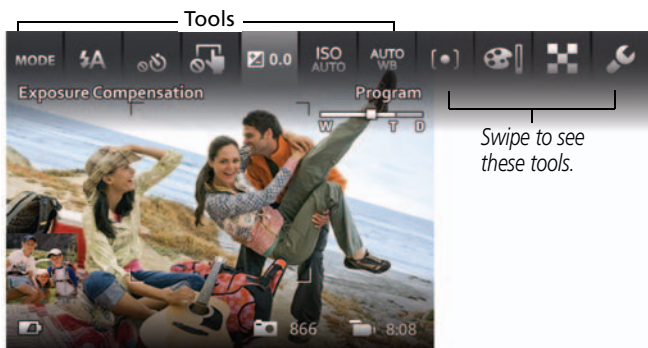 Tools
MODE
A
0.0
ISO
AUTO
AUTO
WB
Exposure Compensation
Program
W T D
Swipe to see
these tools.
866
8:08